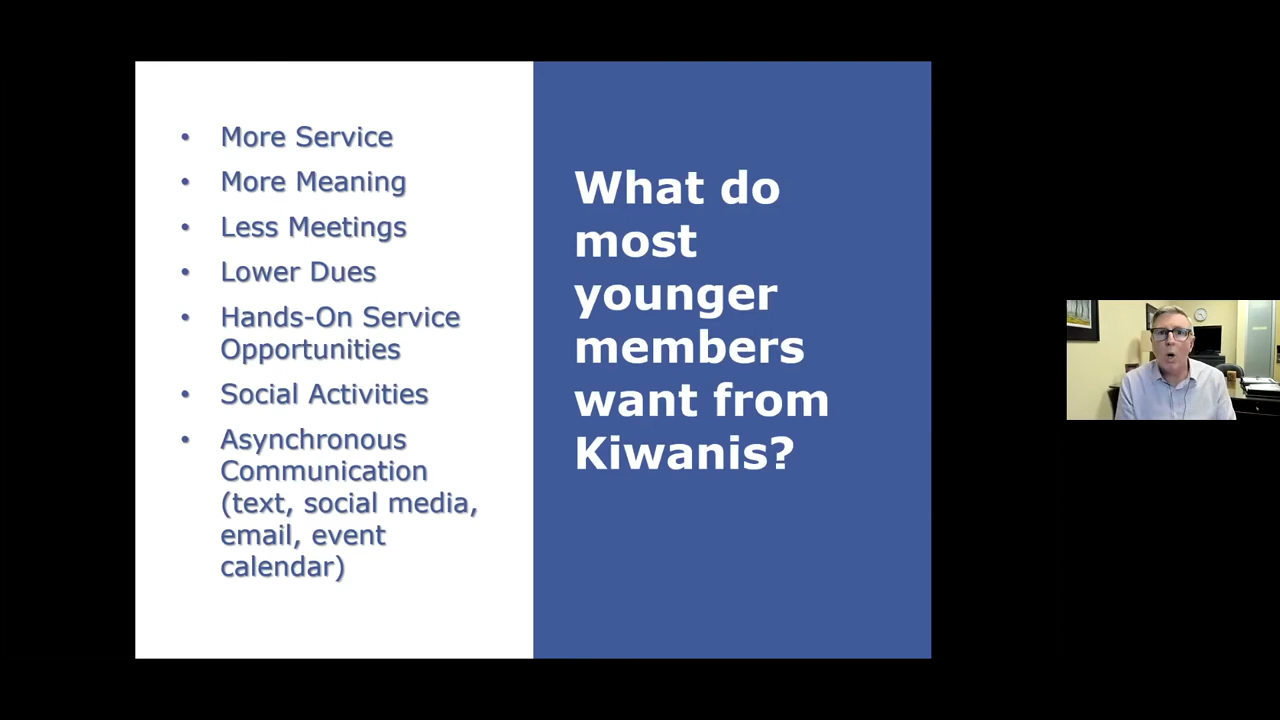 • More Service
• More Meaning
• Less Meetings
• Lower Dues
• Hands-On Service
Opportunities
• Social Activities
• Asynchronous
Communication
(text, social media,
email, event
calendar)
What do
most
younger
members
want from
Kiwanis?